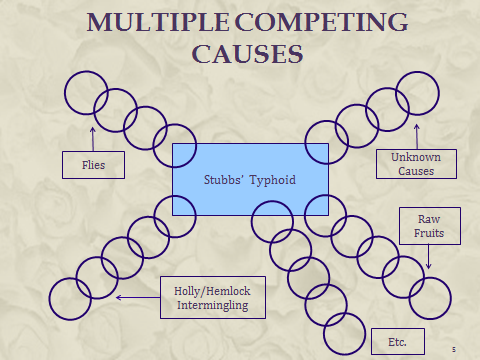 MULTIPLE COMPETING
CAUSES
Flies
Stubbs' Typhoid
Unknown
Causes
Raw
Fruits
Holly/Hemlock
Intermingling
Etc.
5